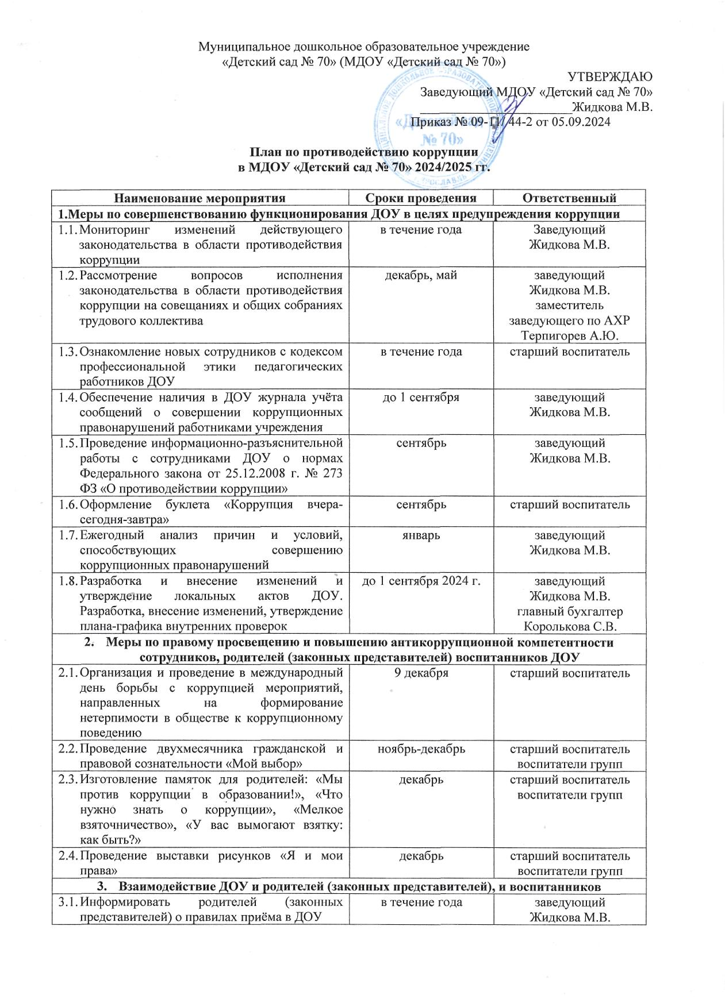 Муниципальное дошкольное образовательное учреждение
«Детский сад № 70» (МДОУ «Детский сад № 70»)
УТВЕРЖДАЮ
Заведующий МДОУ «Детский сад № 70»
Жидкова М.В.
Приказ № 09-11/ 44-2 от 05.09.2024
«Детский сад
№ 70»
План по противодействию коррупции
в МДОУ «Детский сад № 70» 2024/2025 гг.
Наименование мероприятия Сроки проведения Ответственный
1.Меры по совершенствованию функционирования ДОУ в целях предупреждения коррупции
1.1. Мониторинг изменений действующего
законодательства в области противодействия
коррупции
в течение года
Заведующий
Жидкова М.В.
1.2. Рассмотрение вопросов исполнения
законодательства в области противодействия
коррупции на совещаниях и общих собраниях
трудового коллектива
декабрь, май
заведующий
Жидкова М.В.
заместитель
заведующего по АХР
Терпигорев А.Ю.
1.3. Ознакомление новых сотрудников с кодексом
профессиональной этики педагогических
работников ДОУ
в течение года
старший воспитатель
1.4. Обеспечение наличия в ДОУ журнала учёта
сообщений о совершении коррупционных
правонарушений работниками учреждения
до 1 сентября
заведующий
Жидкова М.В.
1.5. Проведение информационно-разъяснительной
работы с сотрудниками ДОУ о нормах
Федерального закона от 25.12.2008 г. № 273
ФЗ «О противодействии коррупции»
сентябрь
заведующий
Жидкова М.В.
1.6. Оформление буклета «Коррупция вчера-
сегодня-завтра»
сентябрь
старший воспитатель
1.7. Ежегодный анализ причин и условий,
способствующих совершению
коррупционных правонарушений
январь
заведующий
Жидкова М.В.
1.8. Разработка и внесение изменений и
утверждение локальных актов ДОУ.
Разработка, внесение изменений, утверждение
плана-графика внутренних проверок
до 1 сентября 2024 г.
заведующий
Жидкова М.В.
главный бухгалтер
Королькова С.В.
2. Меры по правому просвещению и повышению антикоррупционной компетентности
сотрудников, родителей (законных представителей) воспитанников ДОУ
2.1. Организация и проведение в международный
день борьбы с коррупцией мероприятий,
направленных на формирование
нетерпимости в обществе к коррупционному
поведению
9 декабря
старший воспитатель
2.2. Проведение двухмесячника гражданской и
правовой сознательности «Мой выбор»
ноябрь-декабрь
старший воспитатель
воспитатели групп
2.3. Изготовление памяток для родителей: «Мы
против коррупции в образовании!», «Что
нужно знать о коррупции», «Мелкое
взяточничество», «У вас вымогают взятку:
как быть?»
декабрь
старший воспитатель
воспитатели групп
2.4. Проведение выставки рисунков «Я и мои
права»
декабрь
старший воспитатель
воспитатели групп
3. Взаимодействие ДОУ и родителей (законных представителей), и воспитанников
3.1. Информировать родителей (законных
представителей) о правилах приёма в ДОУ
в течение года
заведующий
Жидкова М.В.